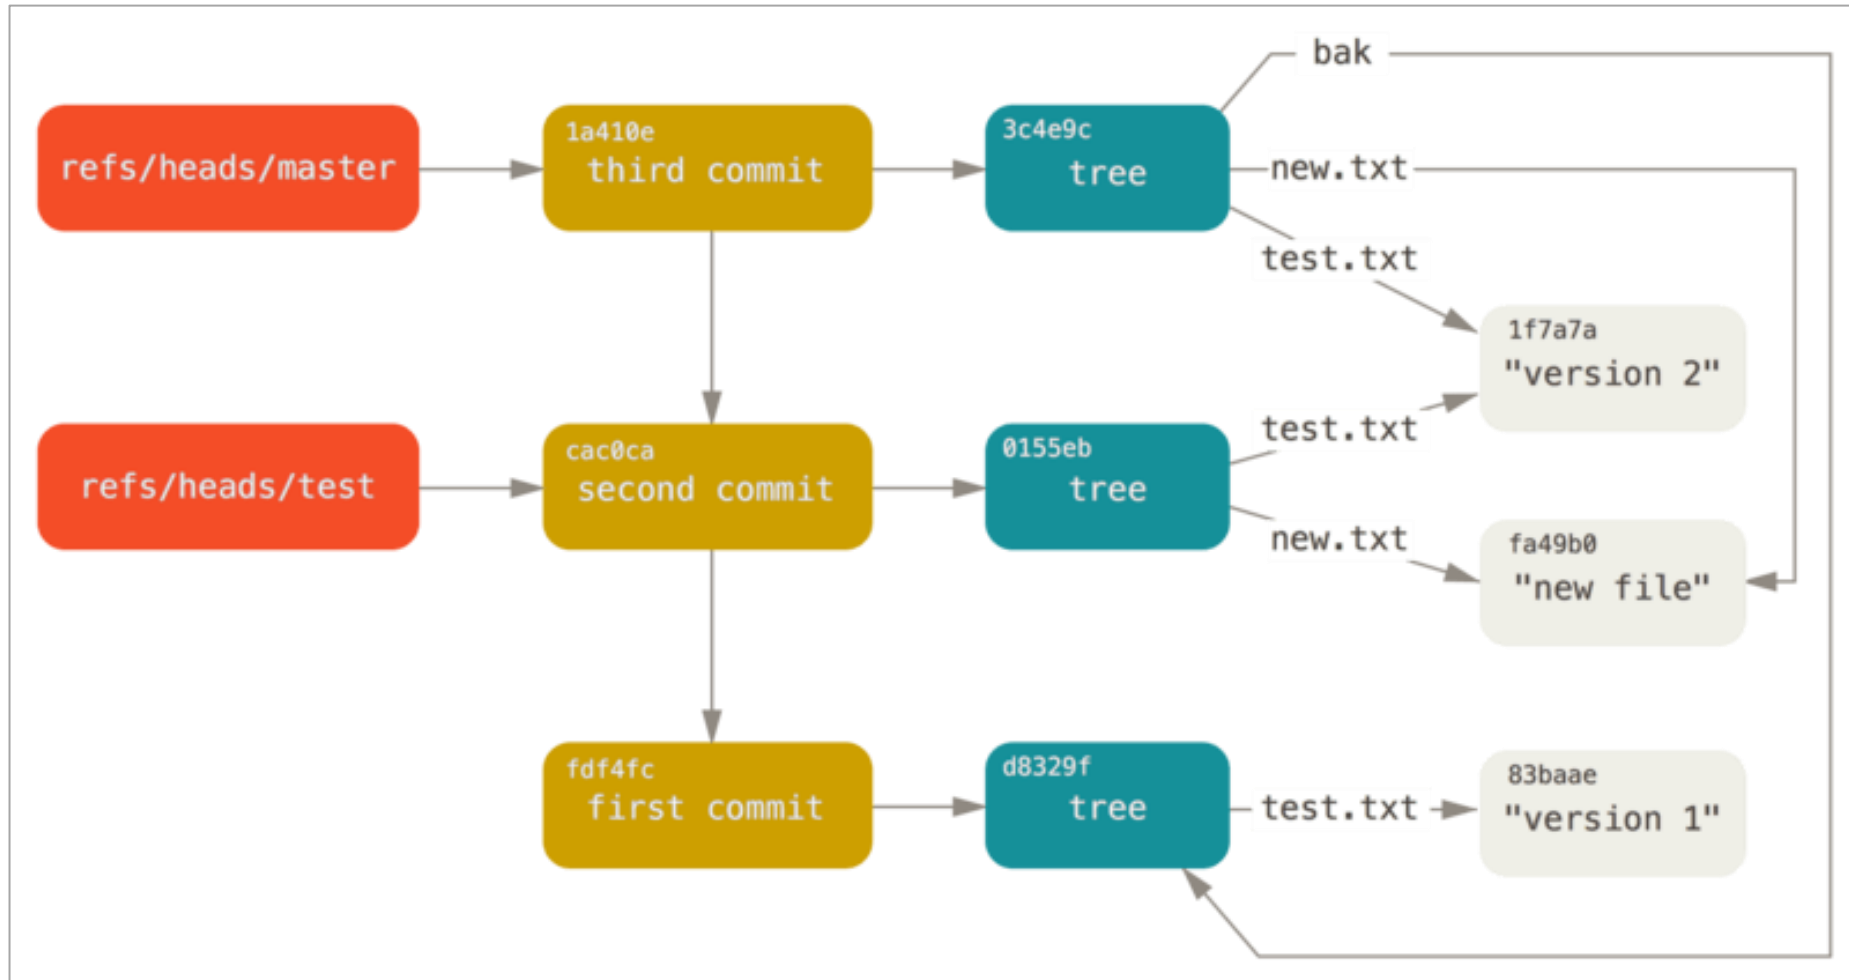 bak
refs/heads/master
1a410e
third commit
3c4e9c
tree
new.txt
test.txt
1f7a7a
"version 2"
refs/heads/test
cac0ca
second commit
0155eb
tree
test.txt
new.txt
fa49b0
"new file"
fdf4fc
first commit
d8329f
tree
test.txt
83baae
"version 1"